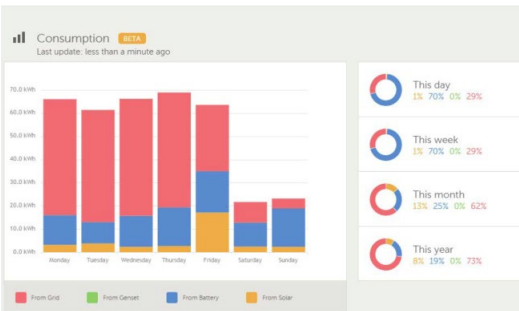 Consumption BETA
Last update: less than a minute ago
70.0 kWh
60.0 kWh
50.0 kWh
40.0 kWh
30.0 kWh
20.0 kWh
10.0 kWh
0.0 kWh
Monday Tuesday Wednesday Thursday Friday Saturday Sunday
From Grid From Genset From Battery From Solar
This day
1% 70% 0% 29%
This week
1% 70% 0% 29%
This month
13% 25% 0% 62%
This year
8% 19% 0% 73%